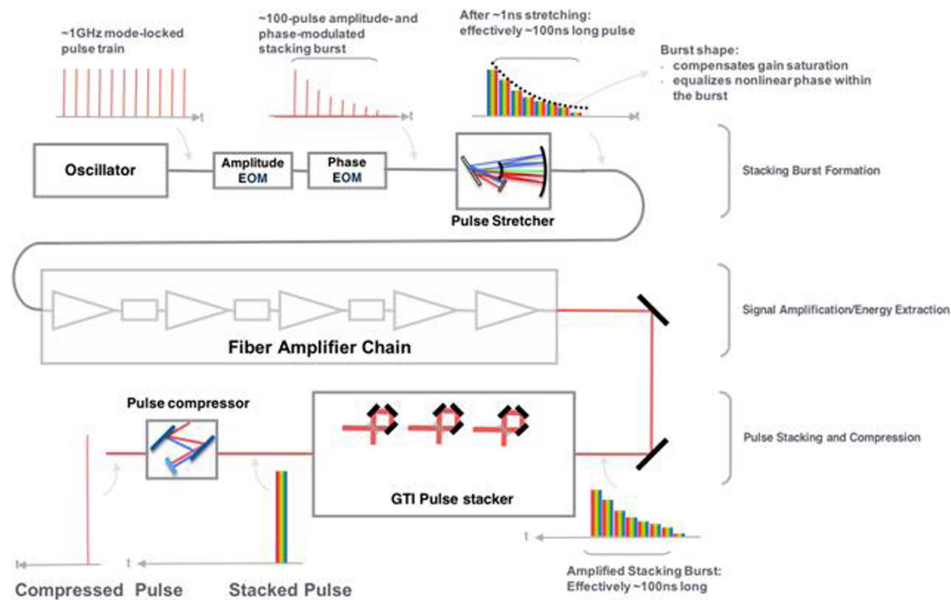 ~1GHz mode-locked
pulse train
~100-pulse amplitude- and
phase-modulated
stacking burst
After ~1ns stretching:
effectively ~100ns long pulse
Burst shape:
- compensates gain saturation
- equalizes nonlinear phase within
the burst
t
t
t
Oscillator
Amplitude
EOM
Phase
EOM
Pulse Stretcher
Stacking Burst Formation
Fiber Amplifier Chain
Signal Amplification/Energy Extraction
Pulse compressor
GTI Pulse stacker
Pulse Stacking and Compression
t
t
t
Compressed Pulse
Stacked Pulse
Amplified Stacking Burst:
Effectively ~100ns long